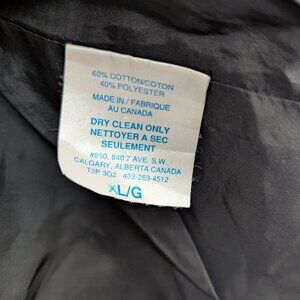 60% COTTON/COTON
40% POLYESTER
MADE IN / FABRIQUE
AU CANADA
DRY CLEAN ONLY
NETTOYER A SEC
SEULEMENT
#550, 840 7 AVE. S.W.
CALGARY, ALBERTA CANADA
T2P 3G2 403-263-4512
XL/G